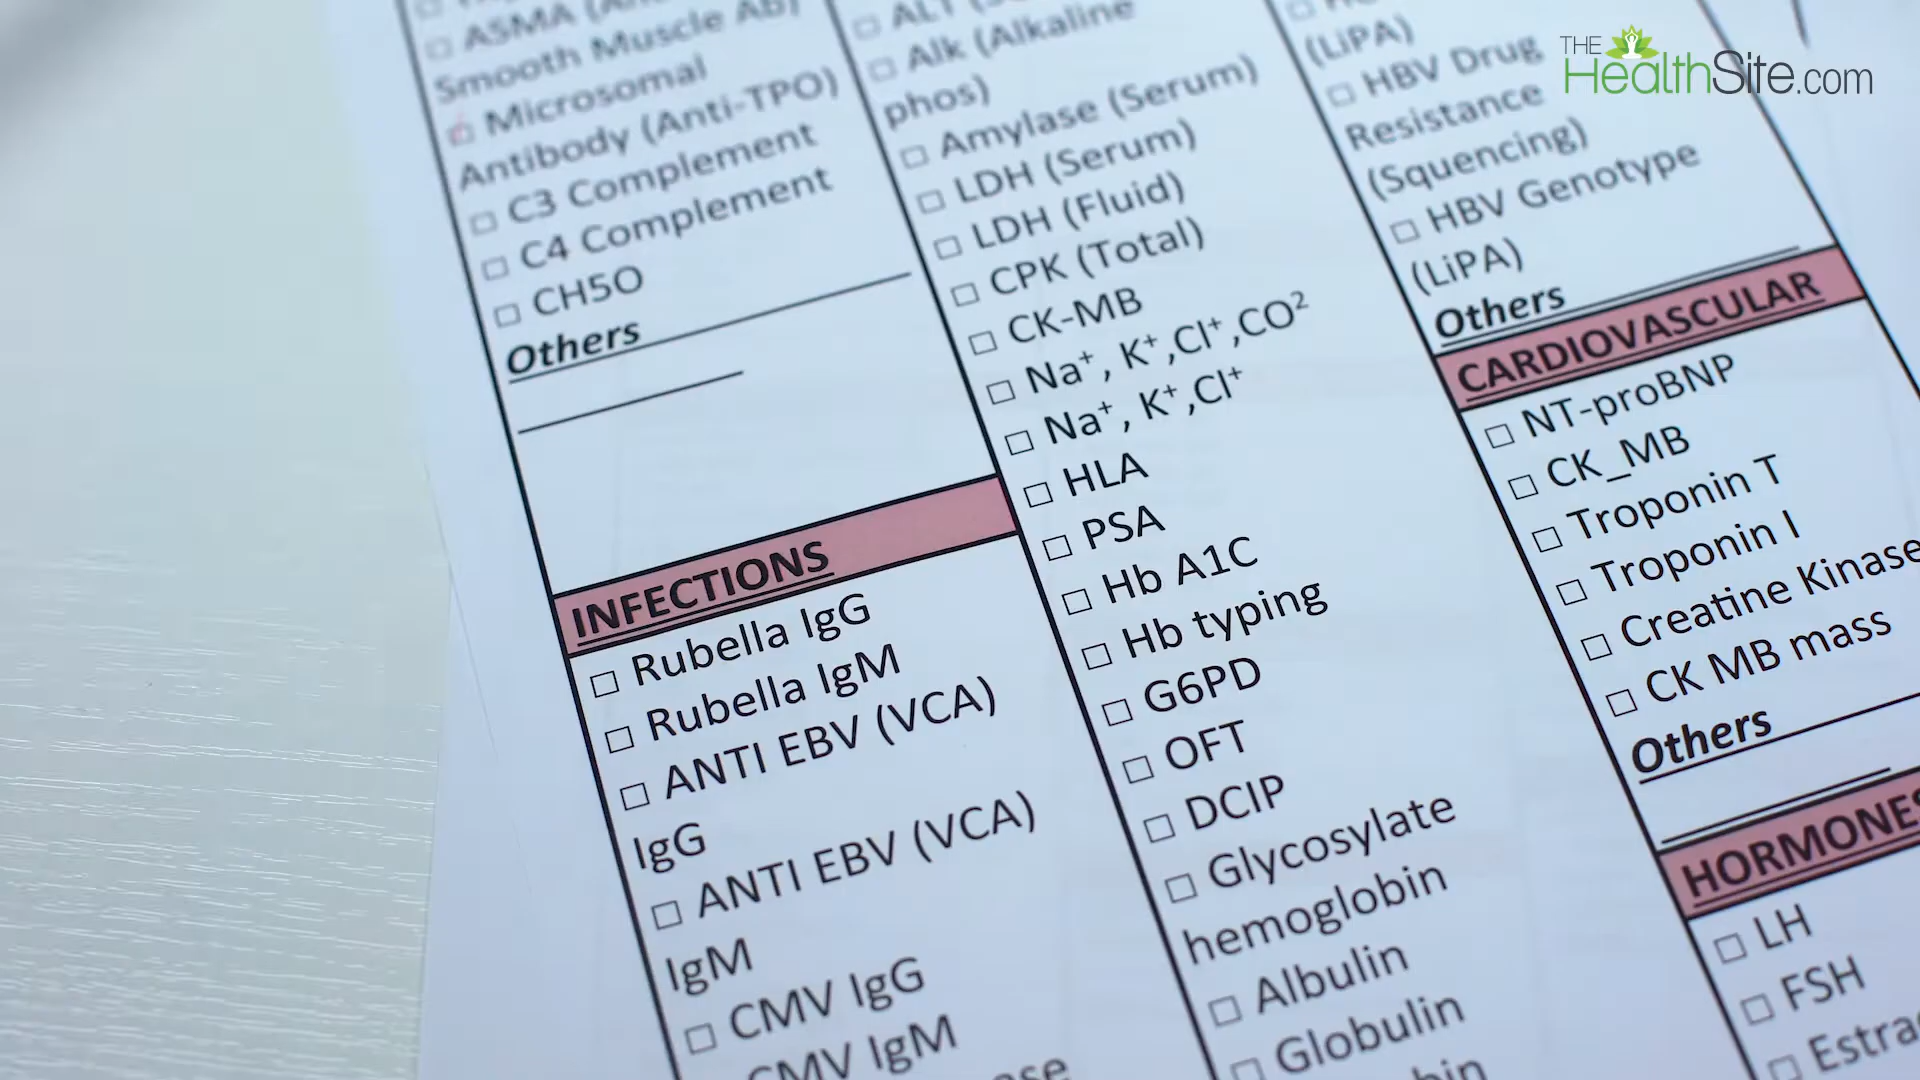 ASMA
Smooth Muscle Ab)
Microsomal
Antibody (Anti-TPO)
C3 Complement
C4 Complement
CH5O
Others
INFECTIONS
Rubella IgG
Rubella IgM
ANTI EBV (VCA)
IgG
ANTI EBV (VCA)
IgM
CMV IgG
CMV IgM
ALT
Alk (Alkaline
phos)
Amylase (Serum)
LDH (Serum)
LDH (Fluid)
CPK (Total)
CK-MB
Na⁺, K⁺,Cl⁺,CO²
Na⁺, K⁺,Cl⁺
HLA
PSA
Hb A1C
Hb typing
G6PD
OFT
DCIP
Glycosylate
hemoglobin
Albulin
Globulin
(LiPA)
HBV Drug
Resistance
(Squencing)
HBV Genotype
(LiPA)
Others
CARDIOVASCULAR
NT-proBNP
CK_MB
Troponin T
Troponin I
Creatine Kinase
CK MB mass
Others
HORMONES
LH
FSH
THE
HealthSite.com